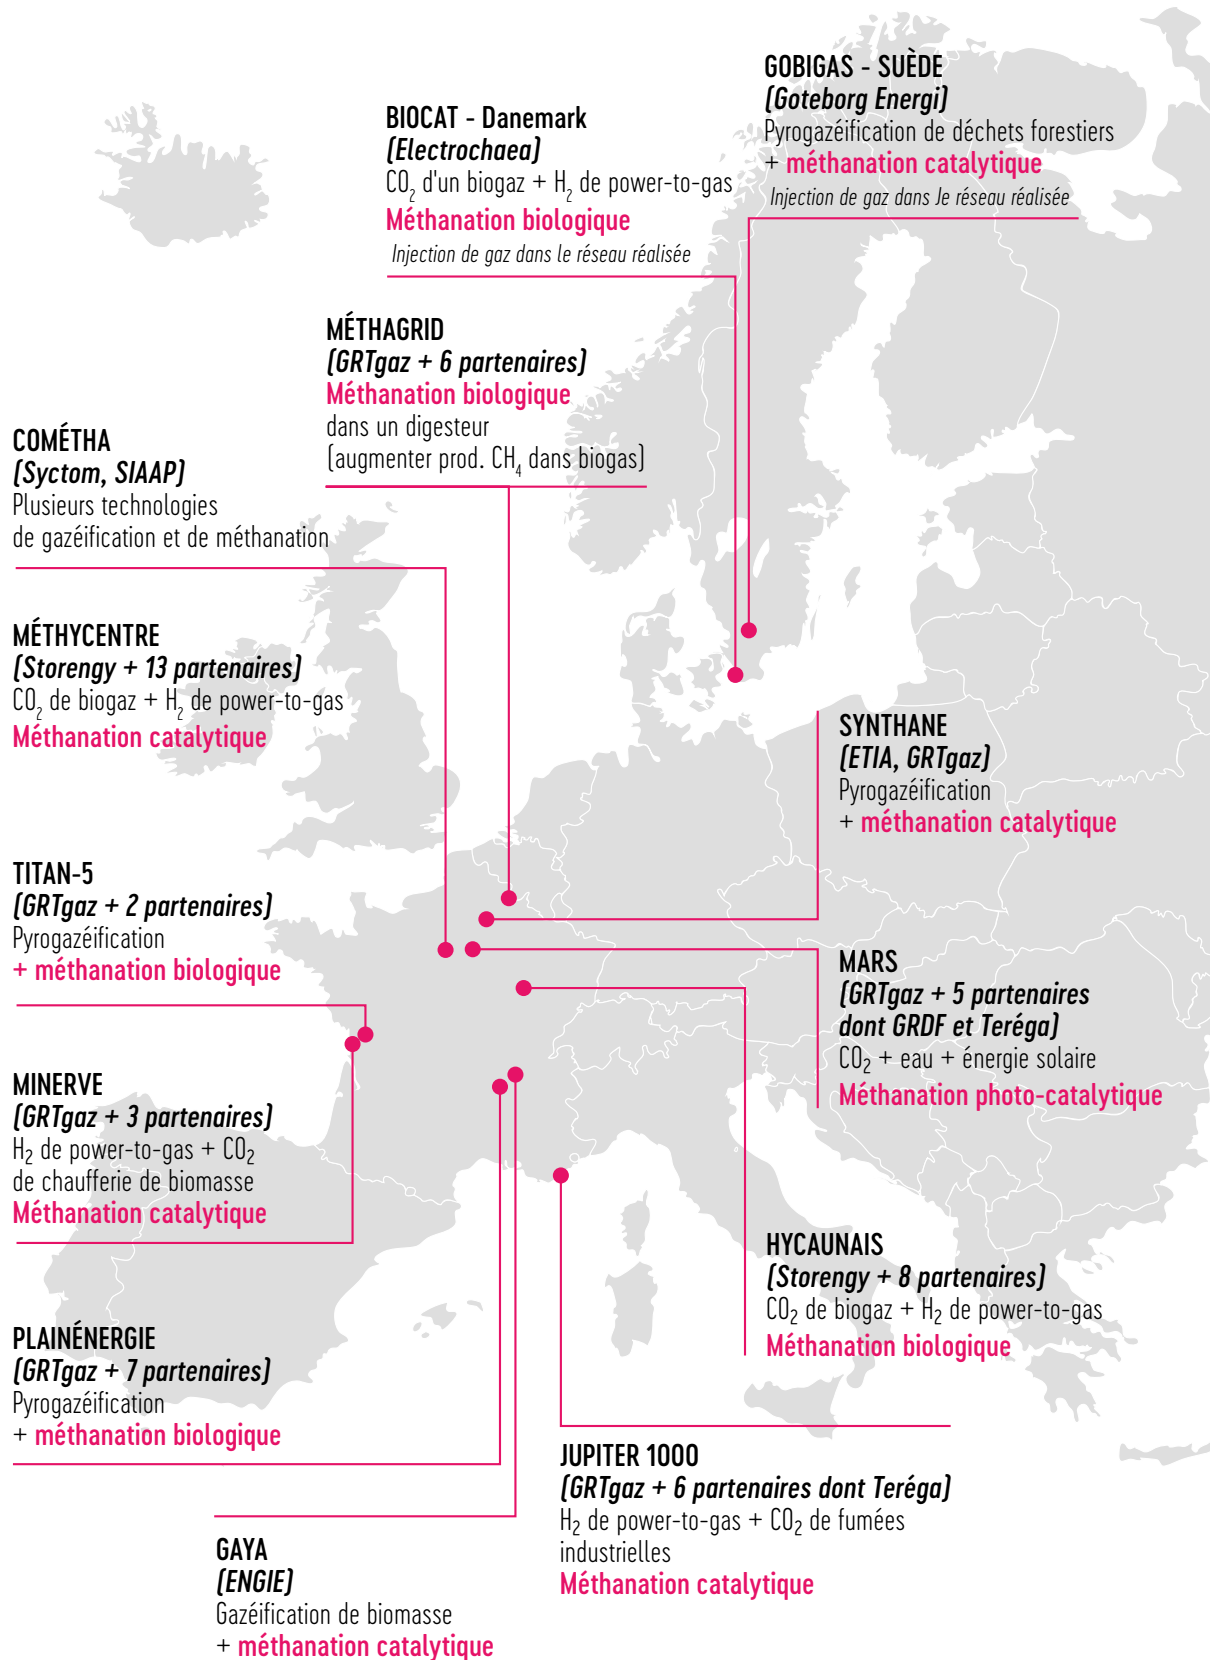 GOBIGAS - SUÈDE
(Goteborg Energi)
Pyrogazéification de déchets forestiers
+ méthanation catalytique
Injection de gaz dans Je réseau réalisée
BIOCAT - Danemark
(Electrochaea)
CO₂ d'un biogaz + H₂ de power-to-gas
Méthanation biologique
Injection de gaz dans le réseau réalisée
MÉTHAGRID
(GRTgaz + 6 partenaires)
Méthanation biologique
dans un digesteur
(augmenter prod. CH₄ dans biogas)
COMÉTHA
(Syctom, SIAAP)
Plusieurs technologies
de gazéification et de méthanation
MÉTHYCENTRE
(Storengy + 13 partenaires)
CO₂ de biogaz + H₂ de power-to-gas
Méthanation catalytique
SYNTHANE
(ETIA, GRTgaz)
Pyrogazéification
+ méthanation catalytique
TITAN-5
(GRTgaz + 2 partenaires)
Pyrogazéification
+ méthanation biologique
MARS
(GRTgaz + 5 partenaires
dont GRDF et Teréga)
CO₂ + eau + énergie solaire
Méthanation photo-catalytique
MINERVE
(GRTgaz + 3 partenaires)
H₂ de power-to-gas + CO₂
de chaufferie de biomasse
Méthanation catalytique
HYCAUNAIS
(Storengy + 8 partenaires)
CO₂ de biogaz + H₂ de power-to-gas
Méthanation biologique
PLAINÉNERGIE
(GRTgaz + 7 partenaires)
Pyrogazéification
+ méthanation biologique
JUPITER 1000
(GRTgaz + 6 partenaires dont Teréga)
H₂ de power-to-gas + CO₂ de fumées
industrielles
Méthanation catalytique
GAYA
(ENGIE)
Gazéification de biomasse
+ méthanation catalytique